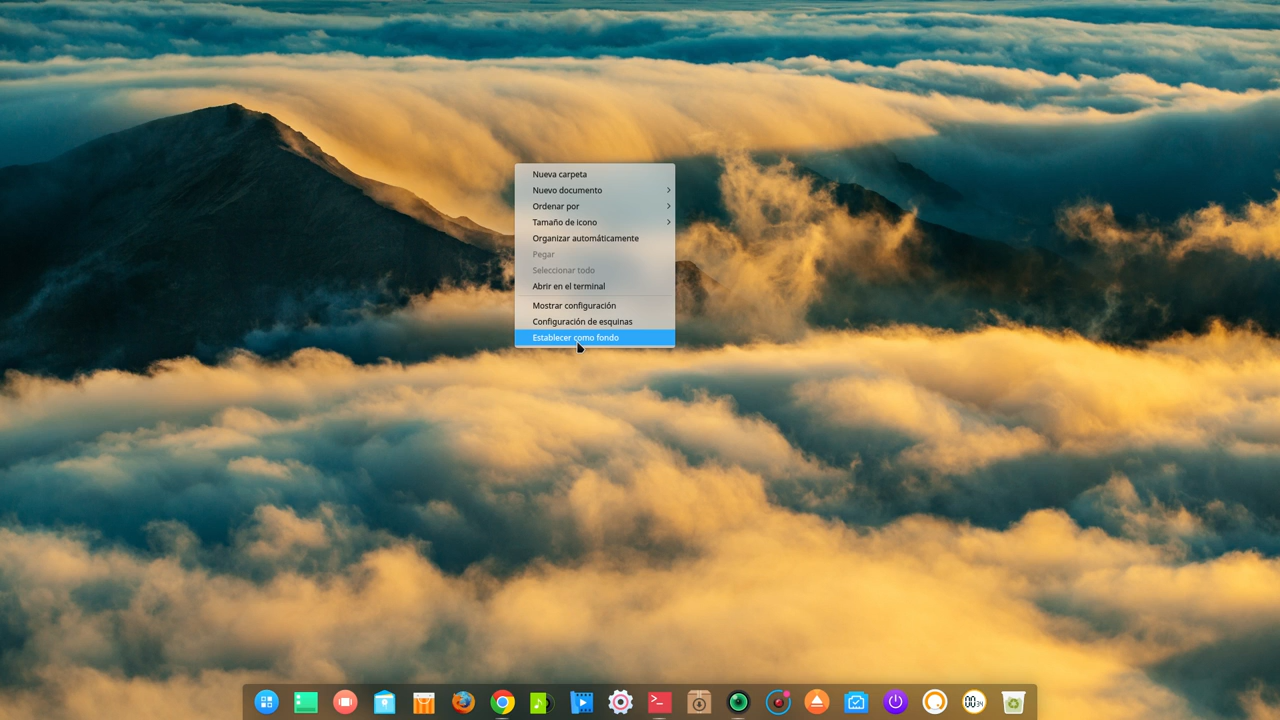 Nueva carpeta
Nuevo documento
Ordenar por
Tamaño de icono
Organizar automáticamente
Pegar
Seleccionar todo
Abrir en el terminal
Mostrar configuración
Configuración de esquinas
Establecer como fondo